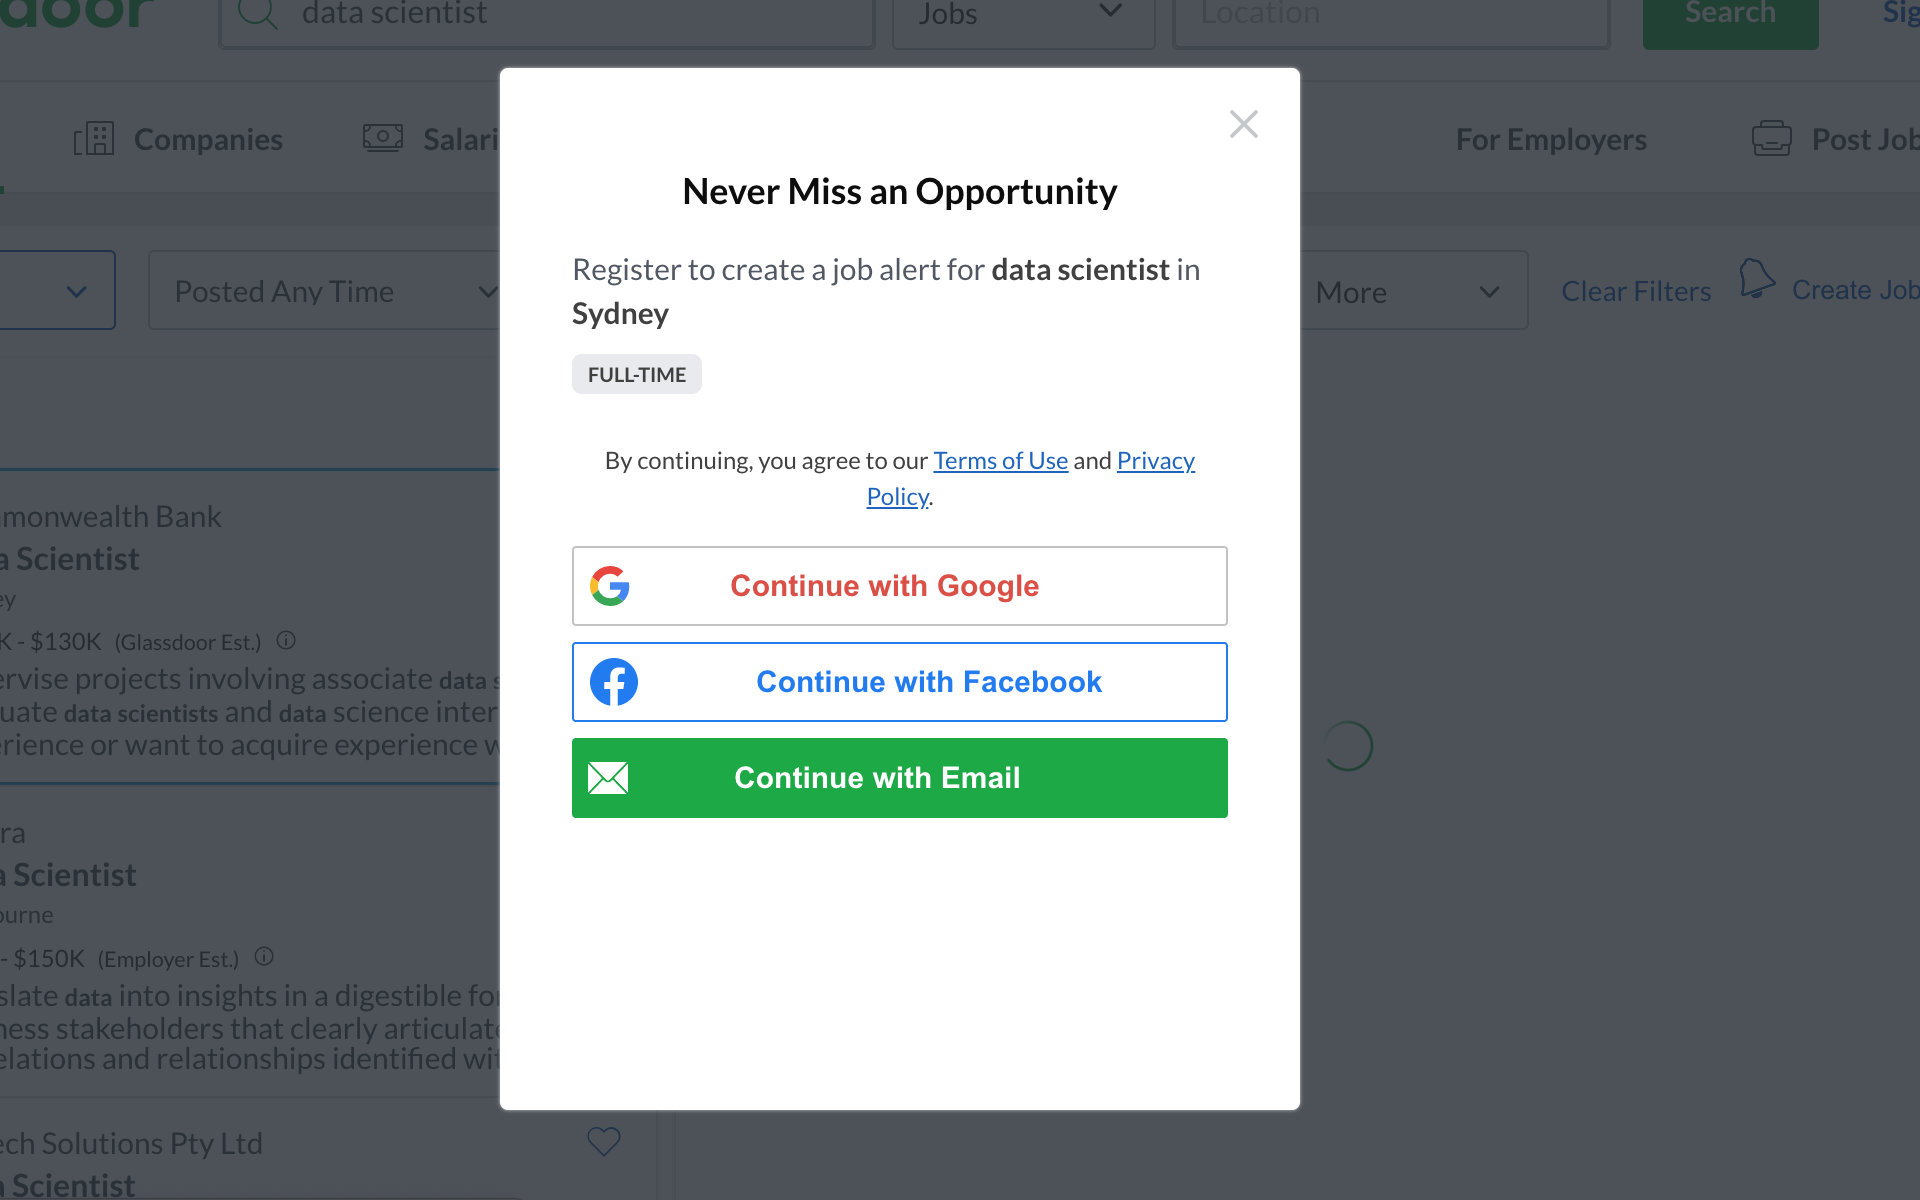 door
data scientist
Jobs
Location
Search
Sig
Companies
Salari
For Employers
Post Job
Posted Any Time
More
Clear Filters
Create Job
Never Miss an Opportunity
Register to create a job alert for data scientist in
Sydney
FULL-TIME
By continuing, you agree to our Terms of Use and Privacy
Policy.
Continue with Google
Continue with Facebook
Continue with Email
mmonwealth Bank
a Scientist
ey
K - $130K (Glassdoor Est.)
ervise projects involving associate data s
uate data scientists and data science inter
erience or want to acquire experience w
ra
a Scientist
ourne
- $150K (Employer Est.)
slate data into insights in a digestible for
ness stakeholders that clearly articulate
elations and relationships identified wit
ech Solutions Pty Ltd
a Scientist